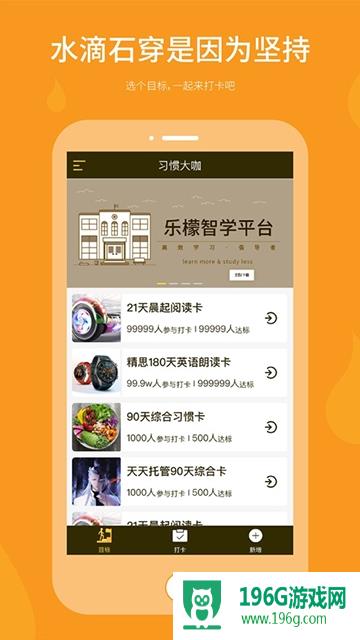 水滴石穿是因为坚持
选个目标,一起来打卡吧
习惯大咖
乐檬智学平台
高效学习·倡导者
learn more & study less
21天晨起阅读卡
99999人参与打卡 | 99999人达标
精思180天英语朗读卡
99.9w人参与打卡 | 999999人达标
90天综合习惯卡
1000人参与打卡 | 500人达标
天天托管90天综合卡
1000人参与打卡 | 500人达标
21天晨起阅读卡
目标
打卡
新增
196G游戏网
www.196g.com